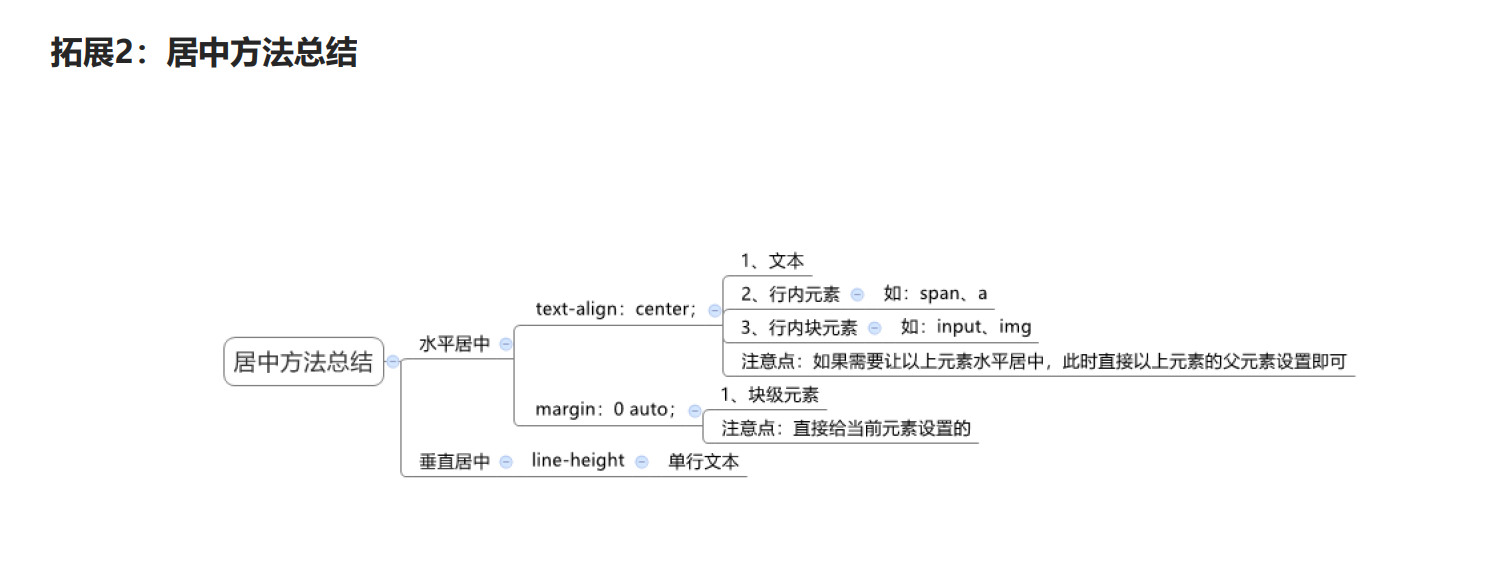 拓展2：居中方法总结
居中方法总结
水平居中
text-align：center；
1、文本
2、行内元素 如：span、a
3、行内块元素 如：input、img
注意点：如果需要让以上元素水平居中，此时直接以上元素的父元素设置即可
margin：0 auto；
1、块级元素
注意点：直接给当前元素设置的
垂直居中 line-height 单行文本